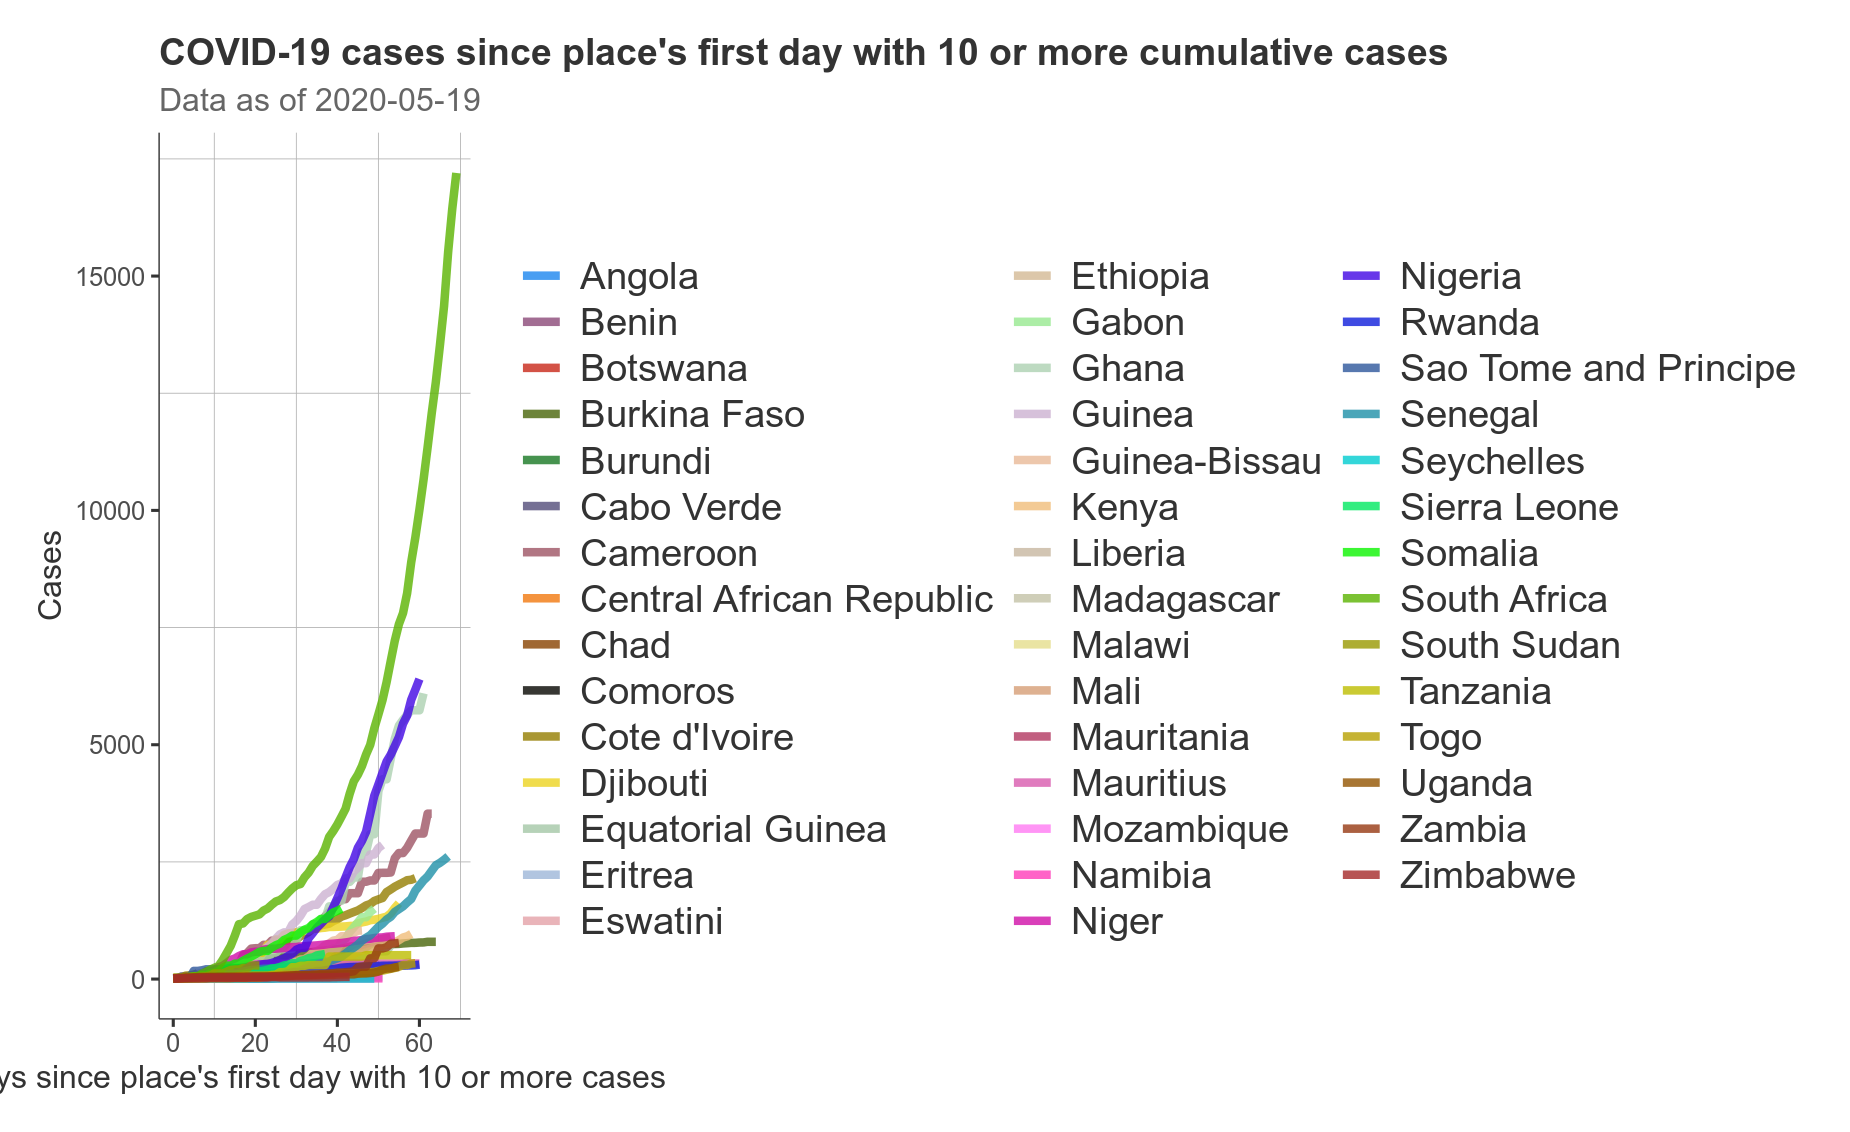 COVID-19 cases since place's first day with 10 or more cumulative cases
Data as of 2020-05-19
Cases
15000
10000
5000
0
0 20 40 60
ys since place's first day with 10 or more cases
Angola
Benin
Botswana
Burkina Faso
Burundi
Cabo Verde
Cameroon
Central African Republic
Chad
Comoros
Cote d'Ivoire
Djibouti
Equatorial Guinea
Eritrea
Eswatini
Ethiopia
Gabon
Ghana
Guinea
Guinea-Bissau
Kenya
Liberia
Madagascar
Malawi
Mali
Mauritania
Mauritius
Mozambique
Namibia
Niger
Nigeria
Rwanda
Sao Tome and Principe
Senegal
Seychelles
Sierra Leone
Somalia
South Africa
South Sudan
Tanzania
Togo
Uganda
Zambia
Zimbabwe